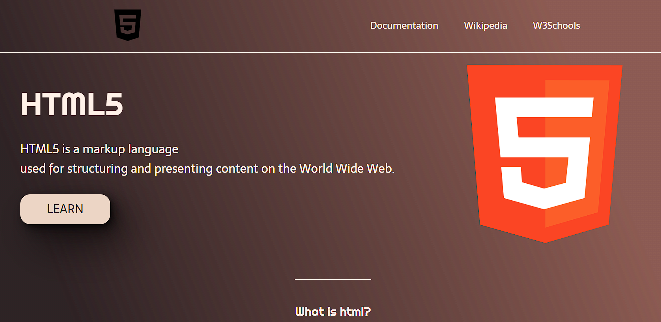 5
Documentation Wikipedia W3Schools
HTML5
HTML5 is a markup language
used for structuring and presenting content on the World Wide Web.
LEARN
5
What is html?